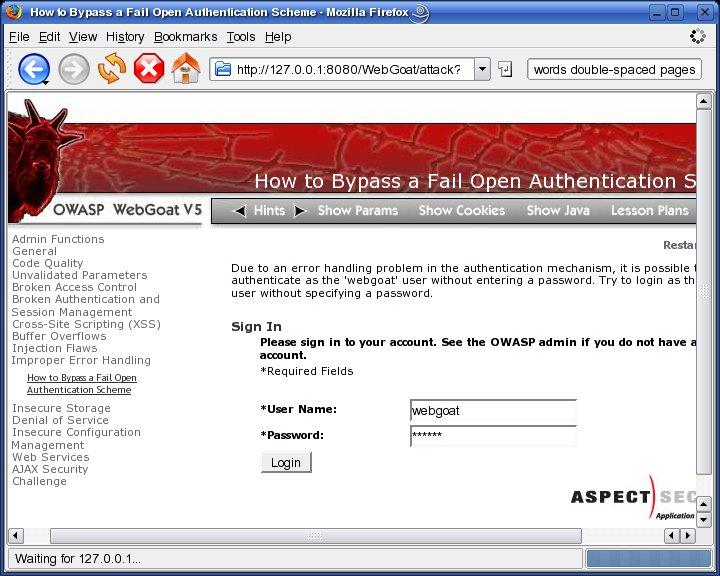 How to Bypass a Fail Open Authentication Scheme - Mozilla Firefox
File Edit View History Bookmarks Tools Help
http://127.0.0.1:8080/WebGoat/attack?
words double-spaced pages
How to Bypass a Fail Open Authentication S
OWASP WebGoat V5
Hints Show Params Show Cookies Show Java Lesson Plans
Restar
Admin Functions
General
Code Quality
Unvalidated Parameters
Broken Access Control
Broken Authentication and
Session Management
Cross-Site Scripting (XSS)
Buffer Overflows
Injection Flaws
Improper Error Handling
How to Bypass a Fail Open
Authentication Scheme
Insecure Storage
Denial of Service
Insecure Configuration
Management
Web Services
AJAX Security
Challenge
Due to an error handling problem in the authentication mechanism, it is possible t
authenticate as the 'webgoat' user without entering a password. Try to login as th
user without specifying a password.
Sign In
Please sign in to your account. See the OWASP admin if you do not have a
account.
*Required Fields
*User Name: webgoat
*Password: ******
Login
ASPECT SEC
Application
Waiting for 127.0.0.1...